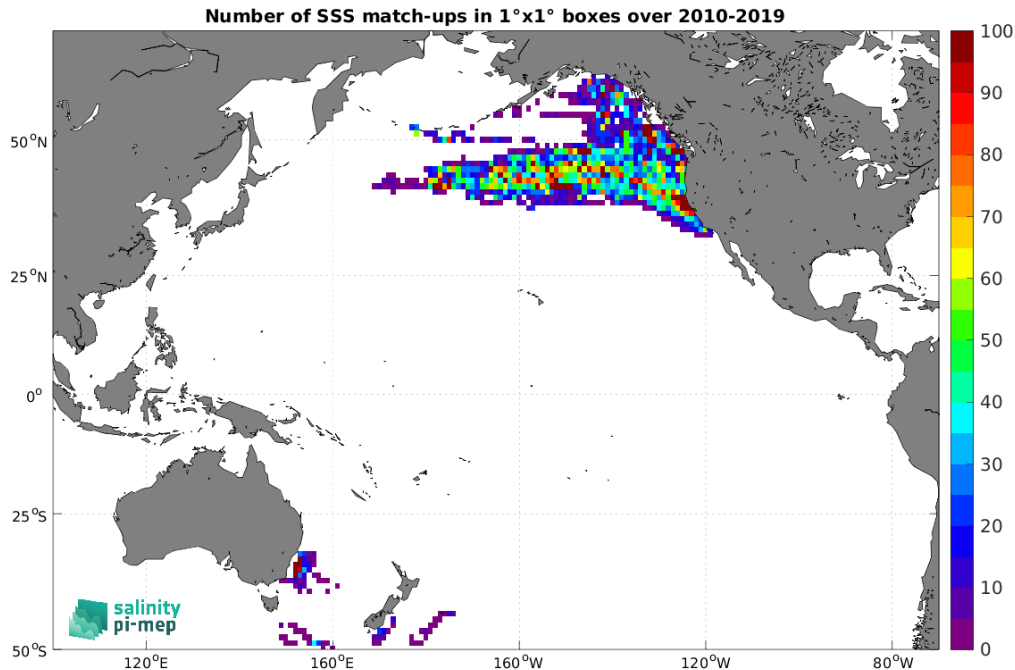 Number of SSS match-ups in 1°x1° boxes over 2010-2019
100
90
80
70
60
50
40
30
20
10
0
50°N
25°N
0°
25°S
50°S
120°E
160°E
160°W
120°W
80°W
salinity
pi-mep